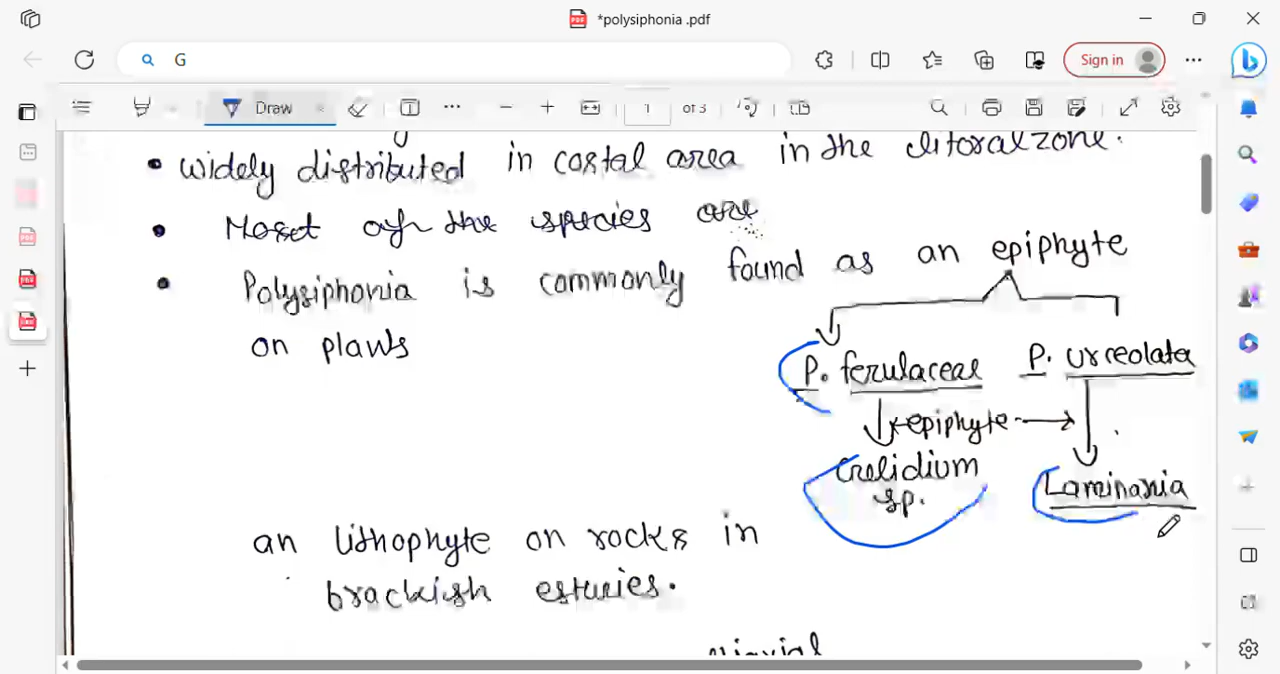 *polysiphonia .pdf
G
Sign in
Draw
1 of 3
widely distributed in costal area in the litoral zone.
Most of the species are
Polysiphonia is commonly found as an epiphyte
on plants
P. ferulaceae P. urceolata
epiphyte
Gelidium Laminaria
sp.
an lithophyte on rocks in
brackish esturies.